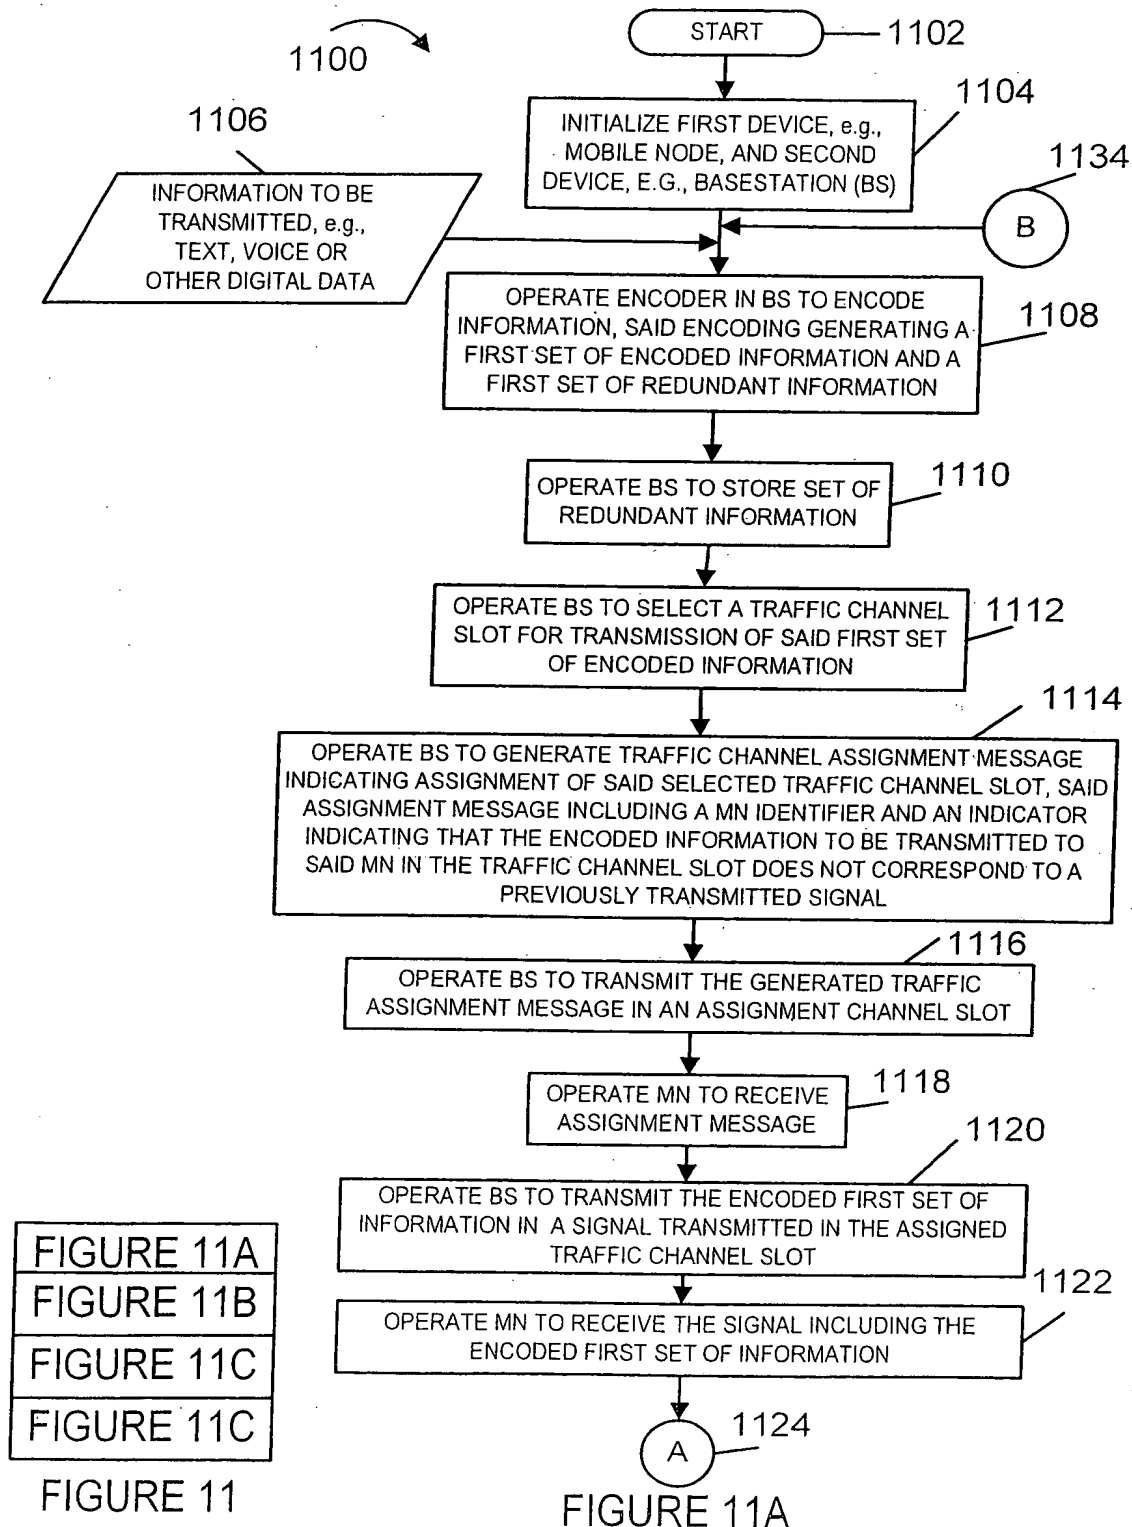 START
1102
1100
1104
1106
INITIALIZE FIRST DEVICE, e.g.,
MOBILE NODE, AND SECOND
DEVICE, E.G., BASESTATION (BS)
1134
INFORMATION TO BE
TRANSMITTED, e.g.,
TEXT, VOICE OR
OTHER DIGITAL DATA
B
OPERATE ENCODER IN BS TO ENCODE
INFORMATION, SAID ENCODING GENERATING A
FIRST SET OF ENCODED INFORMATION AND A
FIRST SET OF REDUNDANT INFORMATION
1108
OPERATE BS TO STORE SET OF
REDUNDANT INFORMATION
1110
OPERATE BS TO SELECT A TRAFFIC CHANNEL
SLOT FOR TRANSMISSION OF SAID FIRST SET
OF ENCODED INFORMATION
1112
1114
OPERATE BS TO GENERATE TRAFFIC CHANNEL ASSIGNMENT MESSAGE
INDICATING ASSIGNMENT OF SAID SELECTED TRAFFIC CHANNEL SLOT, SAID
ASSIGNMENT MESSAGE INCLUDING A MN IDENTIFIER AND AN INDICATOR
INDICATING THAT THE ENCODED INFORMATION TO BE TRANSMITTED TO
SAID MN IN THE TRAFFIC CHANNEL SLOT DOES NOT CORRESPOND TO A
PREVIOUSLY TRANSMITTED SIGNAL
1116
OPERATE BS TO TRANSMIT THE GENERATED TRAFFIC
ASSIGNMENT MESSAGE IN AN ASSIGNMENT CHANNEL SLOT
1118
OPERATE MN TO RECEIVE
ASSIGNMENT MESSAGE
1120
OPERATE BS TO TRANSMIT THE ENCODED FIRST SET OF
INFORMATION IN A SIGNAL TRANSMITTED IN THE ASSIGNED
TRAFFIC CHANNEL SLOT
1122
OPERATE MN TO RECEIVE THE SIGNAL INCLUDING THE
ENCODED FIRST SET OF INFORMATION
A
1124
FIGURE 11A
FIGURE 11B
FIGURE 11C
FIGURE 11C
FIGURE 11
FIGURE 11A